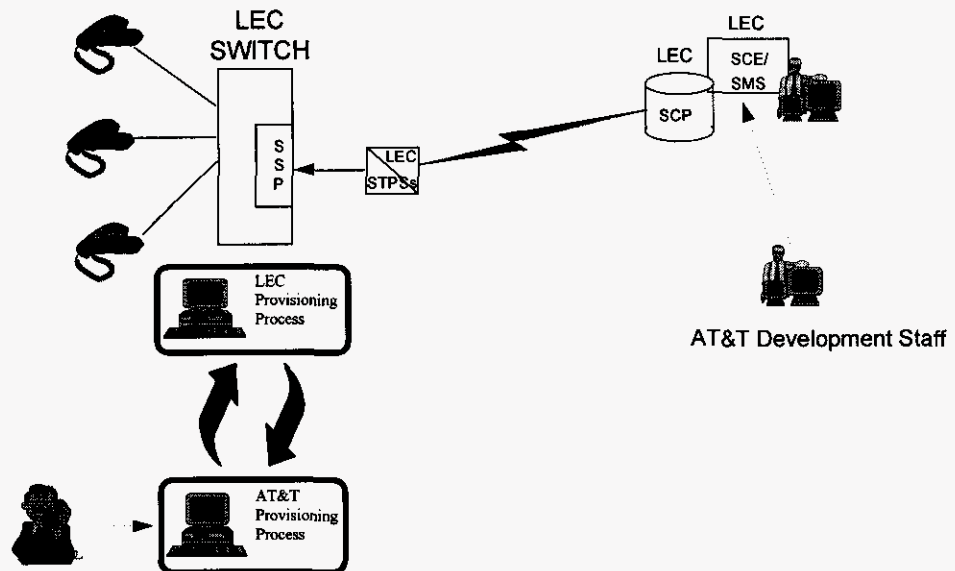 LEC
SWITCH
S
S
P
LEC
STPSs
LEC
SCP
LEC
SCE/
SMS
AT&T Development Staff
LEC
Provisioning
Process
AT&T
Provisioning
Process